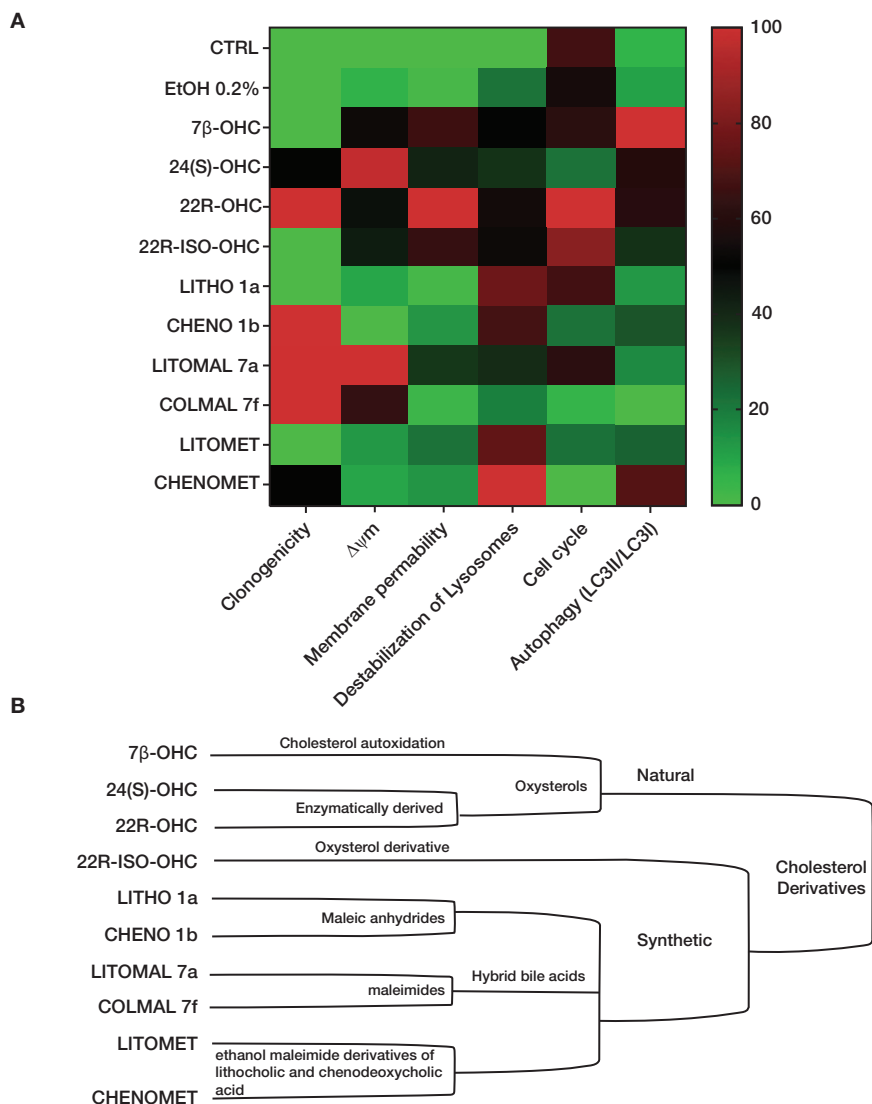 A
CTRL
EtOH 0.2%
7β-OHC
24(S)-OHC
22R-OHC
22R-ISO-OHC
LITHO 1a
CHENO 1b
LITOMAL 7a
COLMAL 7f
LITOMET
CHENOMET
100
80
60
40
20
0
Clonogenicity
Δψm
Membrane permability
Destabilization of Lysosomes
Cell cycle
Autophagy (LC3II/LC3I)
B
7β-OHC
24(S)-OHC
22R-OHC
22R-ISO-OHC
LITHO 1a
CHENO 1b
LITOMAL 7a
COLMAL 7f
LITOMET
CHENOMET
Cholesterol autoxidation
Enzymatically derived
Oxysterol derivative
Maleic anhydrides
maleimides
ethanol maleimide derivatives of
lithocholic and chenodeoxycholic
acid
Oxysterols
Hybrid bile acids
Natural
Synthetic
Cholesterol
Derivatives